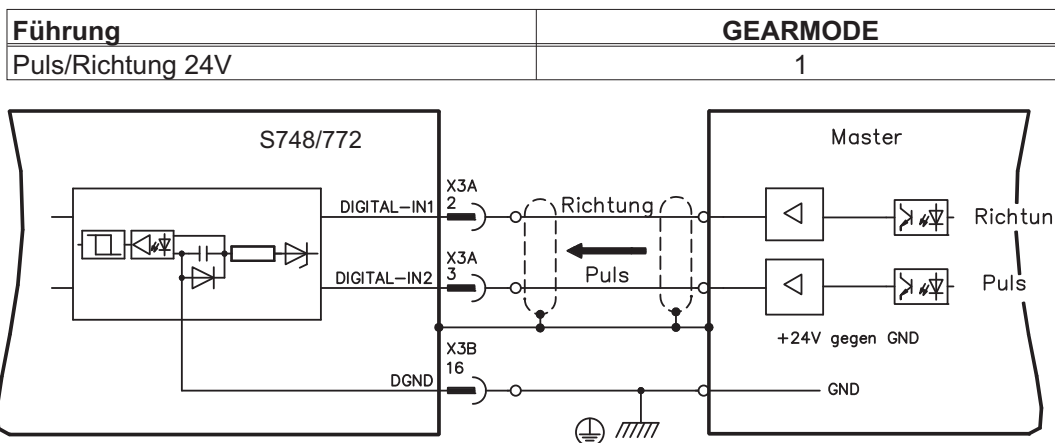 Führung GEARMODE
Puls/Richtung 24V 1
S748/772
Master
X3A
DIGITAL-IN1 2 Richtung
Richtun
X3A
DIGITAL-IN2 3 Puls
Puls
+24V gegen GND
X3B
16
DGND
GND